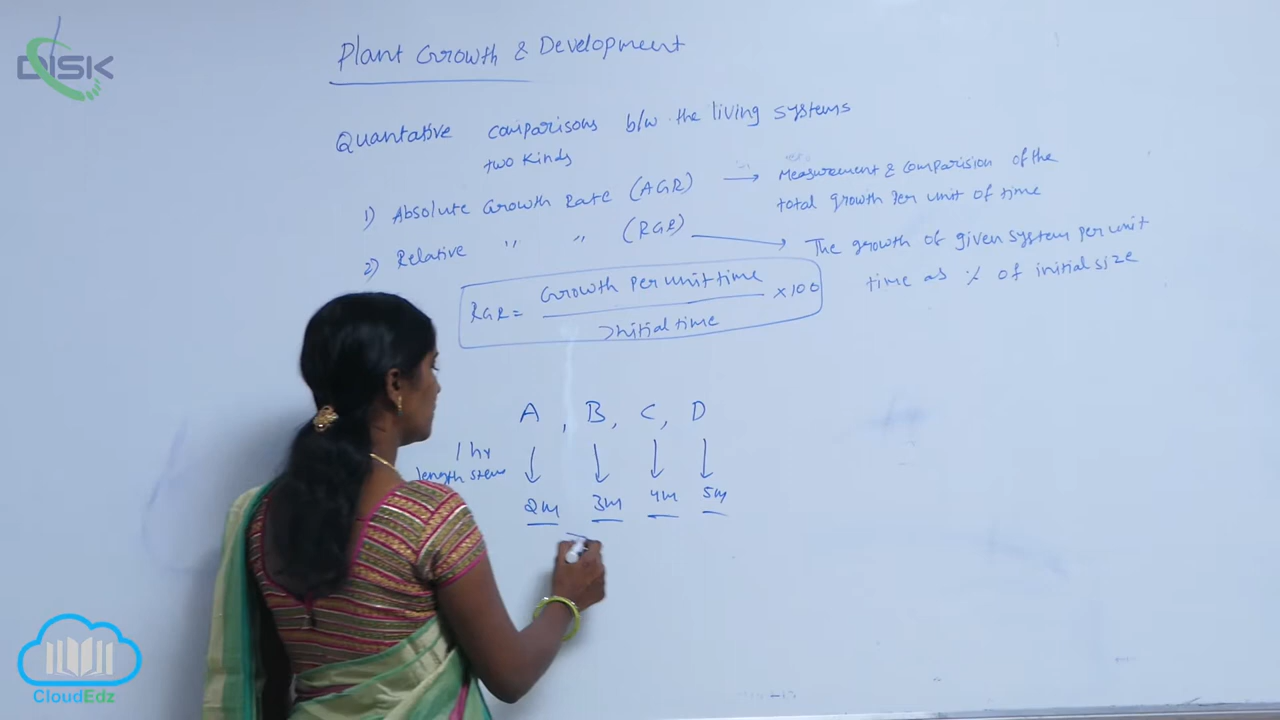 DISK
Plant Growth & Development
Quantative comparisons b/w the living systems
two kinds
1) Absolute Growth Rate (AGR) → Measurement & comparision of the
total growth per unit of time
2) Relative " " (RGR) → The growth of given system per unit
time as % of initial size
RGR = Growth per unit time × 100
Initial time
A, B, C, D
1 hr
length stem
2m 3m 4m 5m
CloudEdz